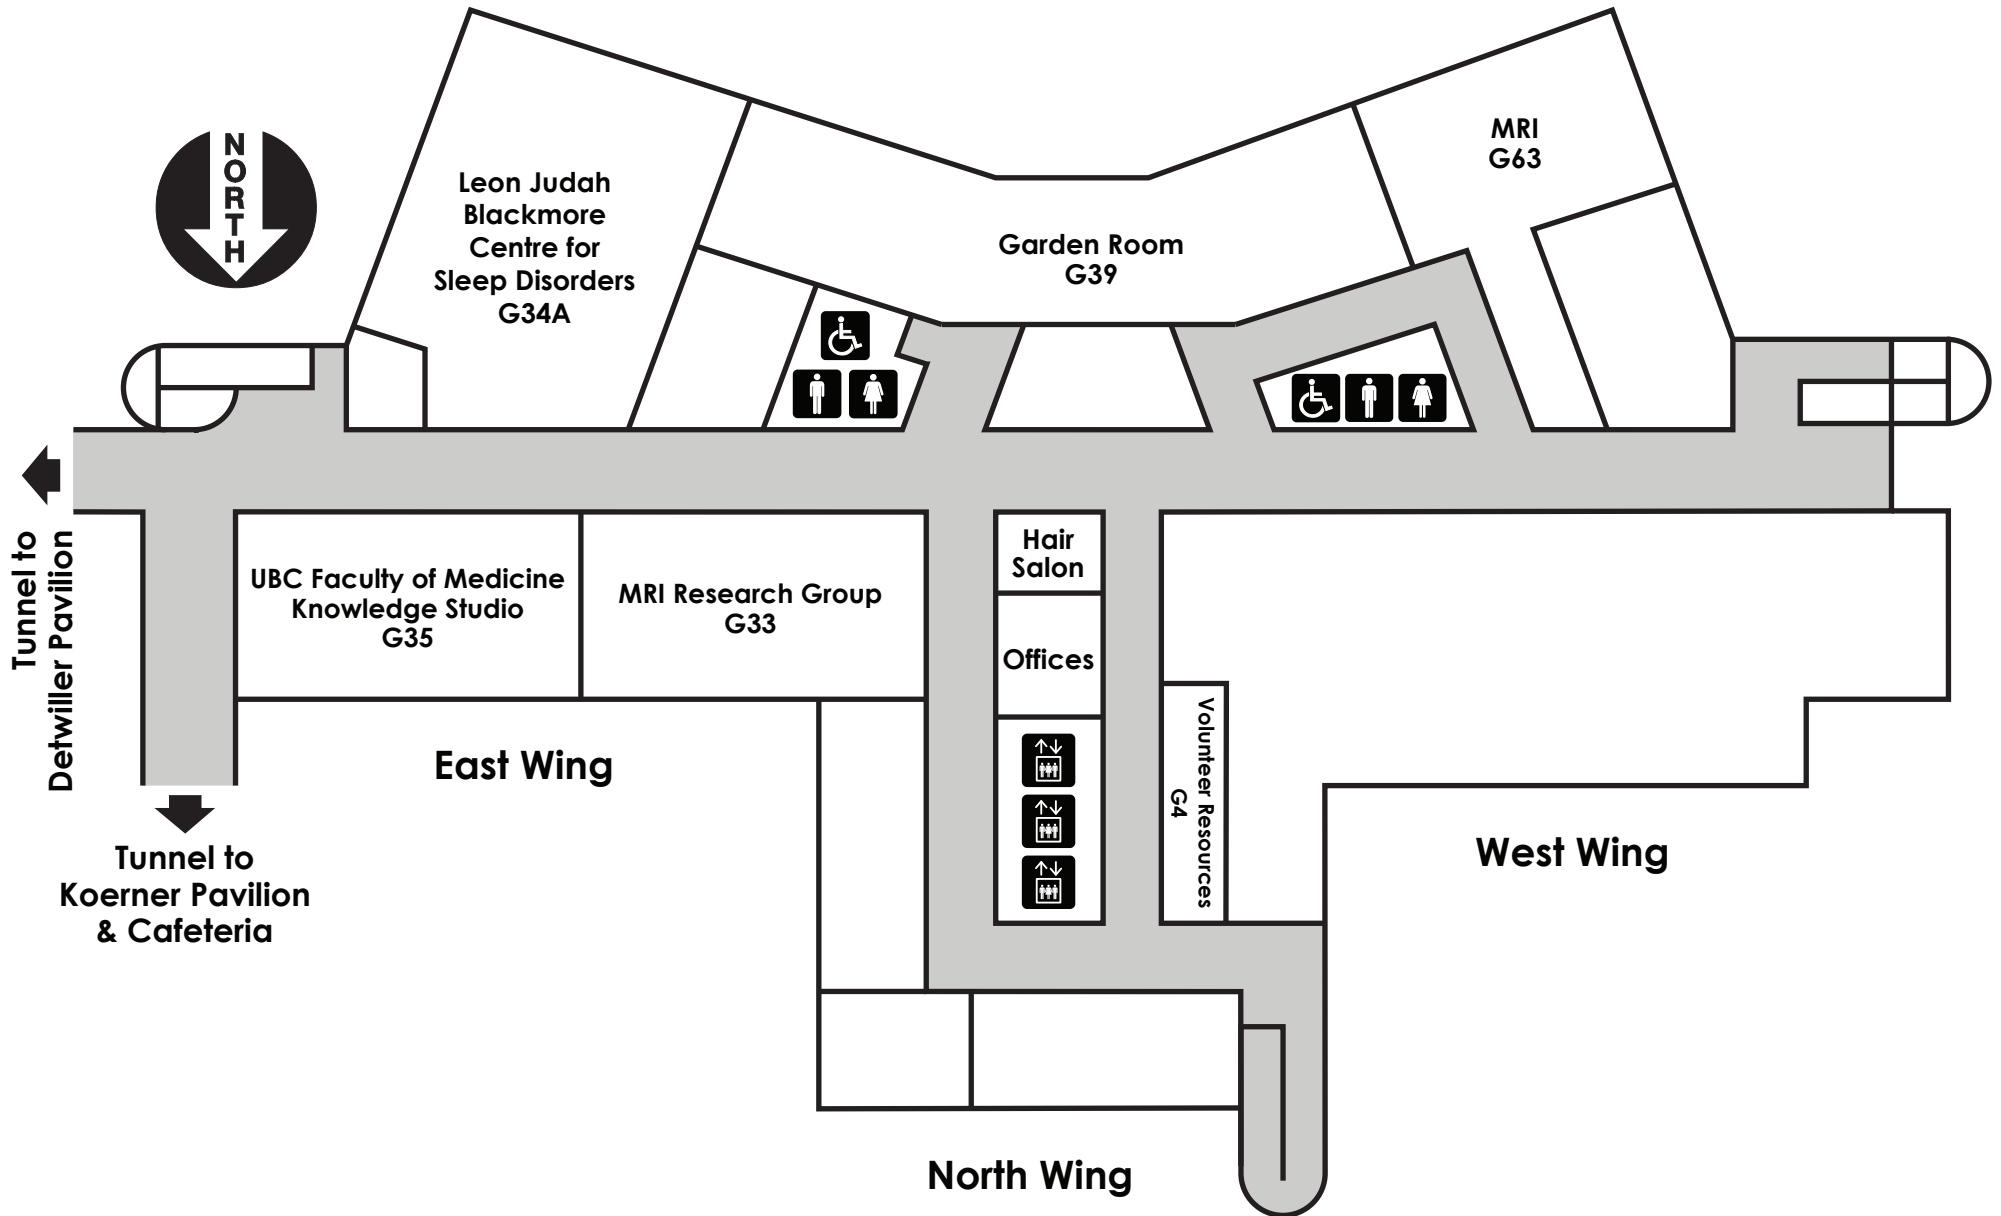 NORTH
Leon Judah
Blackmore
Centre for
Sleep Disorders
G34A
Garden Room
G39
MRI
G63
Tunnel to
Detwiller Pavilion
UBC Faculty of Medicine
Knowledge Studio
G35
MRI Research Group
G33
Hair
Salon
Offices
Volunteer Resources
G4
East Wing
West Wing
Tunnel to
Koerner Pavilion
& Cafeteria
North Wing